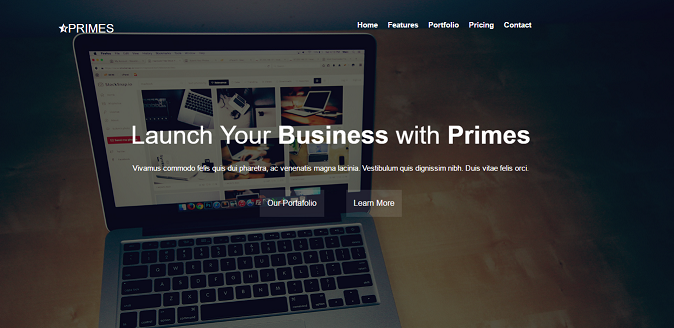 PRIMES
Home Features Portfolio Pricing Contact
Launch Your Business with Primes
Vivamus commodo felis quis dui pharetra, ac venenatis magna lacinia. Vestibulum quis dignissim nibh. Duis vitae felis orci.
Our Portafolio Learn More